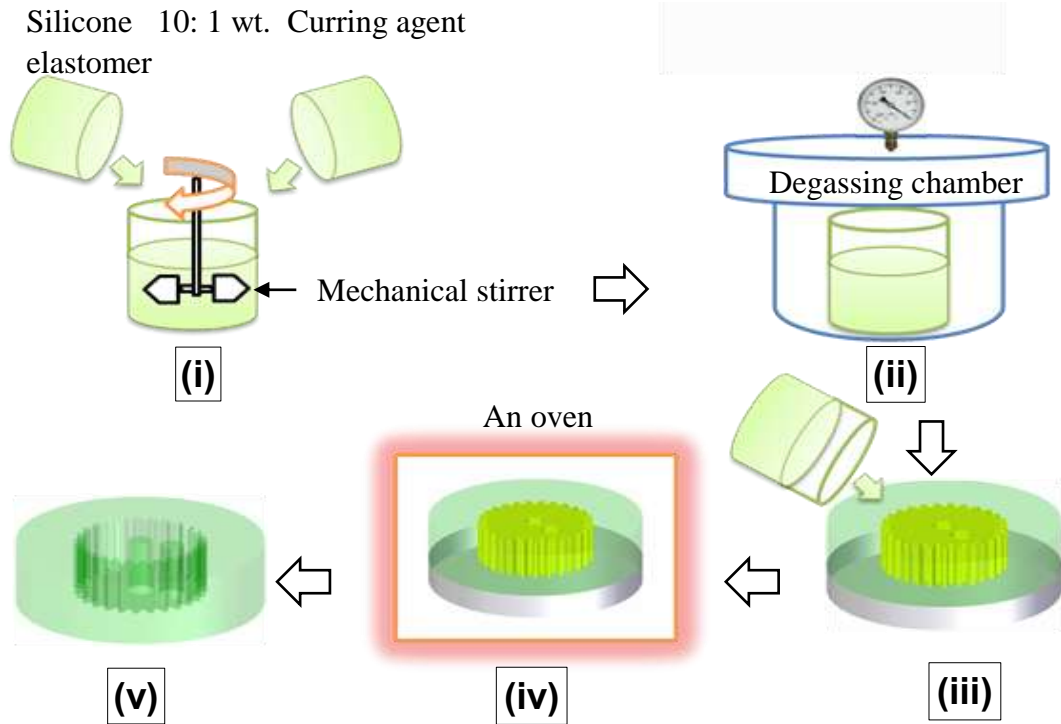 Silicone 10: 1 wt. Curring agent
elastomer
Degassing chamber
Mechanical stirrer
(i)
(ii)
An oven
(v)
(iv)
(iii)